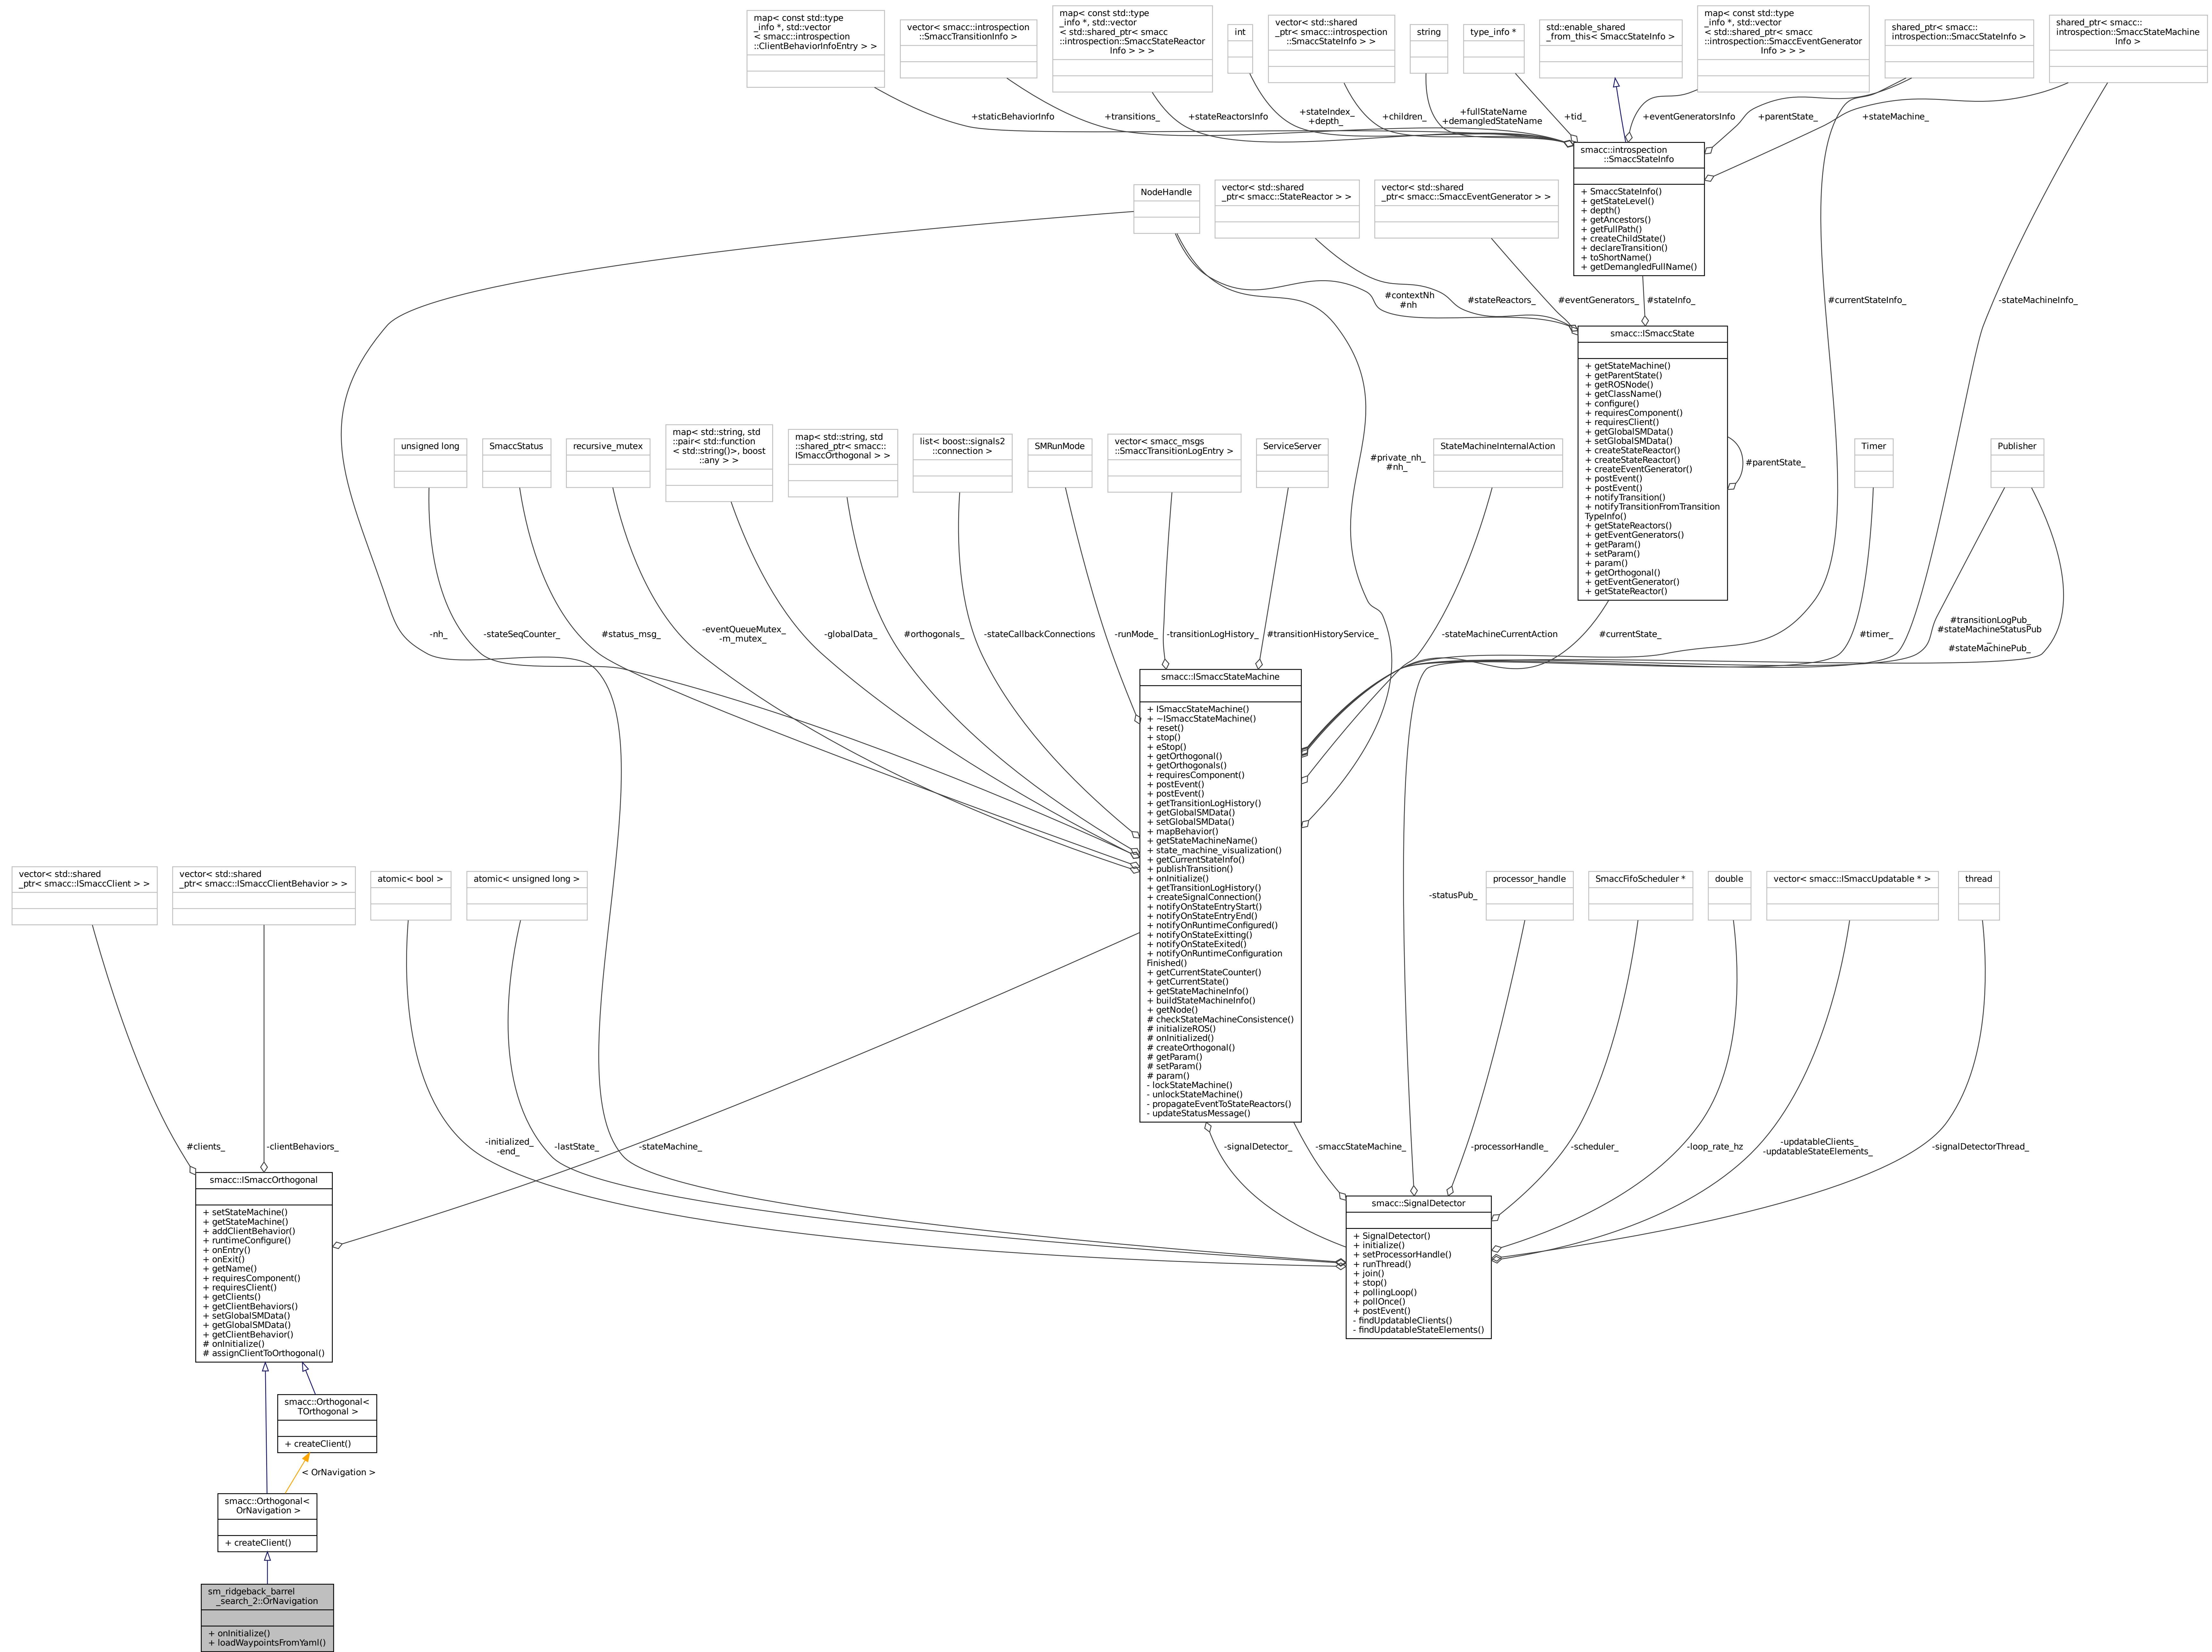 map< const std::type
_info *, std::vector
< smacc::introspection
::ClientBehaviorInfoEntry > >
vector< smacc::introspection
::SmaccTransitionInfo >
map< const std::type
_info *, std::vector
< std::shared_ptr< smacc
::introspection::SmaccStateReactor
Info > > >
int
vector< std::shared
_ptr< smacc::introspection
::SmaccStateInfo > >
string
type_info *
std::enable_shared
_from_this< SmaccStateInfo >
map< const std::type
_info *, std::vector
< std::shared_ptr< smacc
::introspection::SmaccEventGenerator
Info > > >
shared_ptr< smacc::
introspection::SmaccStateInfo >
shared_ptr< smacc::
introspection::SmaccStateMachine
Info >
+staticBehaviorInfo
+transitions_
+stateReactorsInfo
+stateIndex_
+depth_
+children_
+fullStateName
+demangledStateName
+tid_
+eventGeneratorsInfo
+parentState_
+stateMachine_
smacc::introspection
::SmaccStateInfo
+ SmaccStateInfo()
+ getStateLevel()
+ depth()
+ getAncestors()
+ getFullPath()
+ createChildState()
+ declareTransition()
+ toShortName()
+ getDemangledFullName()
NodeHandle
vector< std::shared
_ptr< smacc::StateReactor > >
vector< std::shared
_ptr< smacc::SmaccEventGenerator > >
#contextNh
#nh
#stateReactors_
#eventGenerators_
#stateInfo_
#currentStateInfo_
-stateMachineInfo_
smacc::ISmaccState
+ getStateMachine()
+ getParentState()
+ getROSNode()
+ getClassName()
+ configure()
+ requiresComponent()
+ requiresClient()
+ getGlobalSMData()
+ setGlobalSMData()
+ createStateReactor()
+ createStateReactor()
+ createEventGenerator()
+ postEvent()
+ postEvent()
+ notifyTransition()
+ notifyTransitionFromTransition
TypeInfo()
+ getStateReactors()
+ getEventGenerators()
+ getParam()
+ setParam()
+ param()
+ getOrthogonal()
+ getEventGenerator()
+ getStateReactor()
#parentState_
unsigned long
SmaccStatus
recursive_mutex
map< std::string, std
::pair< std::function
< std::string()>, boost
::any > >
map< std::string, std
::shared_ptr< smacc::
ISmaccOrthogonal > >
list< boost::signals2
::connection >
SMRunMode
vector< smacc_msgs
::SmaccTransitionLogEntry >
ServiceServer
#private_nh_
#nh_
StateMachineInternalAction
Timer
Publisher
-nh_
-stateSeqCounter_
#status_msg_
-eventQueueMutex_
-m_mutex_
-globalData_
#orthogonals_
-stateCallbackConnections
-runMode_
-transitionLogHistory_
#transitionHistoryService_
-stateMachineCurrentAction
#currentState_
#timer_
#transitionLogPub_
#stateMachineStatusPub
_
#stateMachinePub_
smacc::ISmaccStateMachine
+ ISmaccStateMachine()
+ ~ISmaccStateMachine()
+ reset()
+ stop()
+ eStop()
+ getOrthogonal()
+ getOrthogonals()
+ requiresComponent()
+ postEvent()
+ postEvent()
+ getTransitionLogHistory()
+ getGlobalSMData()
+ setGlobalSMData()
+ mapBehavior()
+ getStateMachineName()
+ state_machine_visualization()
+ getCurrentStateInfo()
+ publishTransition()
+ onInitialize()
+ getTransitionLogHistory()
+ createSignalConnection()
+ notifyOnStateEntryStart()
+ notifyOnStateEntryEnd()
+ notifyOnRuntimeConfigured()
+ notifyOnStateExitting()
+ notifyOnStateExited()
+ notifyOnRuntimeConfiguration
Finished()
+ getCurrentStateCounter()
+ getCurrentState()
+ getStateMachineInfo()
+ buildStateMachineInfo()
+ getNode()
# checkStateMachineConsistence()
# initializeROS()
# onInitialized()
# createOrthogonal()
# getParam()
# setParam()
# param()
- lockStateMachine()
- unlockStateMachine()
- propagateEventToStateReactors()
- updateStatusMessage()
vector< std::shared
_ptr< smacc::ISmaccClient > >
vector< std::shared
_ptr< smacc::ISmaccClientBehavior > >
atomic< bool >
atomic< unsigned long >
-statusPub_
processor_handle
SmaccFifoScheduler *
double
vector< smacc::ISmaccUpdatable * >
thread
#clients_
-clientBehaviors_
-initialized_
-end_
-lastState_
-stateMachine_
-signalDetector_
-smaccStateMachine_
-processorHandle_
-scheduler_
-loop_rate_hz
-updatableClients_
-updatableStateElements_
-signalDetectorThread_
smacc::ISmaccOrthogonal
+ setStateMachine()
+ getStateMachine()
+ addClientBehavior()
+ runtimeConfigure()
+ onEntry()
+ onExit()
+ getName()
+ requiresComponent()
+ requiresClient()
+ getClients()
+ getClientBehaviors()
+ setGlobalSMData()
+ getGlobalSMData()
+ getClientBehavior()
# onInitialize()
# assignClientToOrthogonal()
smacc::SignalDetector
+ SignalDetector()
+ initialize()
+ setProcessorHandle()
+ runThread()
+ join()
+ stop()
+ pollingLoop()
+ pollOnce()
+ postEvent()
- findUpdatableClients()
- findUpdatableStateElements()
smacc::Orthogonal<
TOrthogonal >
+ createClient()
< OrNavigation >
smacc::Orthogonal<
OrNavigation >
+ createClient()
sm_ridgeback_barrel
_search_2::OrNavigation
+ onInitialize()
+ loadWaypointsFromYaml()